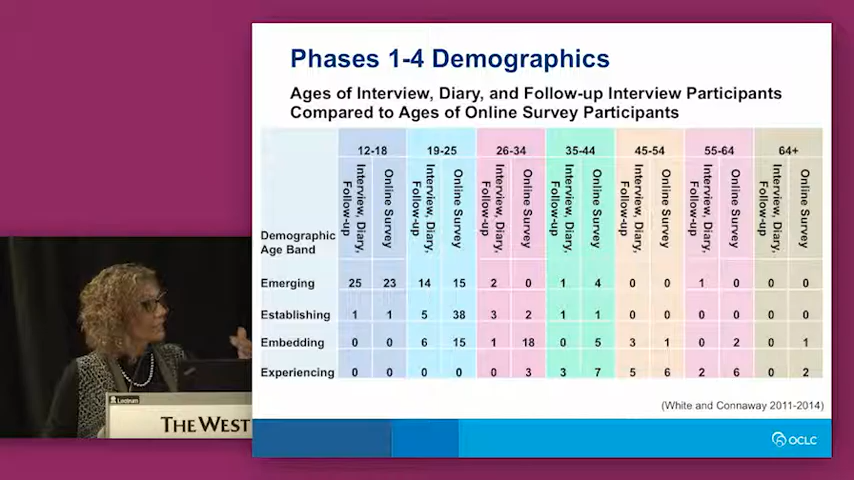 Phases 1-4 Demographics
Ages of Interview, Diary, and Follow-up Interview Participants
Compared to Ages of Online Survey Participants
12-18 19-25 26-34 35-44 45-54 55-64 64+
Demographic Age Band Interview, Diary, Follow-up Online Survey Interview, Diary, Follow-up Online Survey Interview, Diary, Follow-up Online Survey Interview, Diary, Follow-up Online Survey Interview, Diary, Follow-up Online Survey Interview, Diary, Follow-up Online Survey Interview, Diary, Follow-up Online Survey
Emerging 25 23 14 15 2 0 1 4 0 0 1 0 0 0
Establishing 1 1 5 38 3 2 1 1 0 0 0 0 0 0
Embedding 0 0 6 15 1 18 0 5 3 1 0 2 0 1
Experiencing 0 0 0 0 0 3 3 7 5 6 2 6 0 2
(White and Connaway 2011-2014)
OCLC
Lectrum
THE WEST